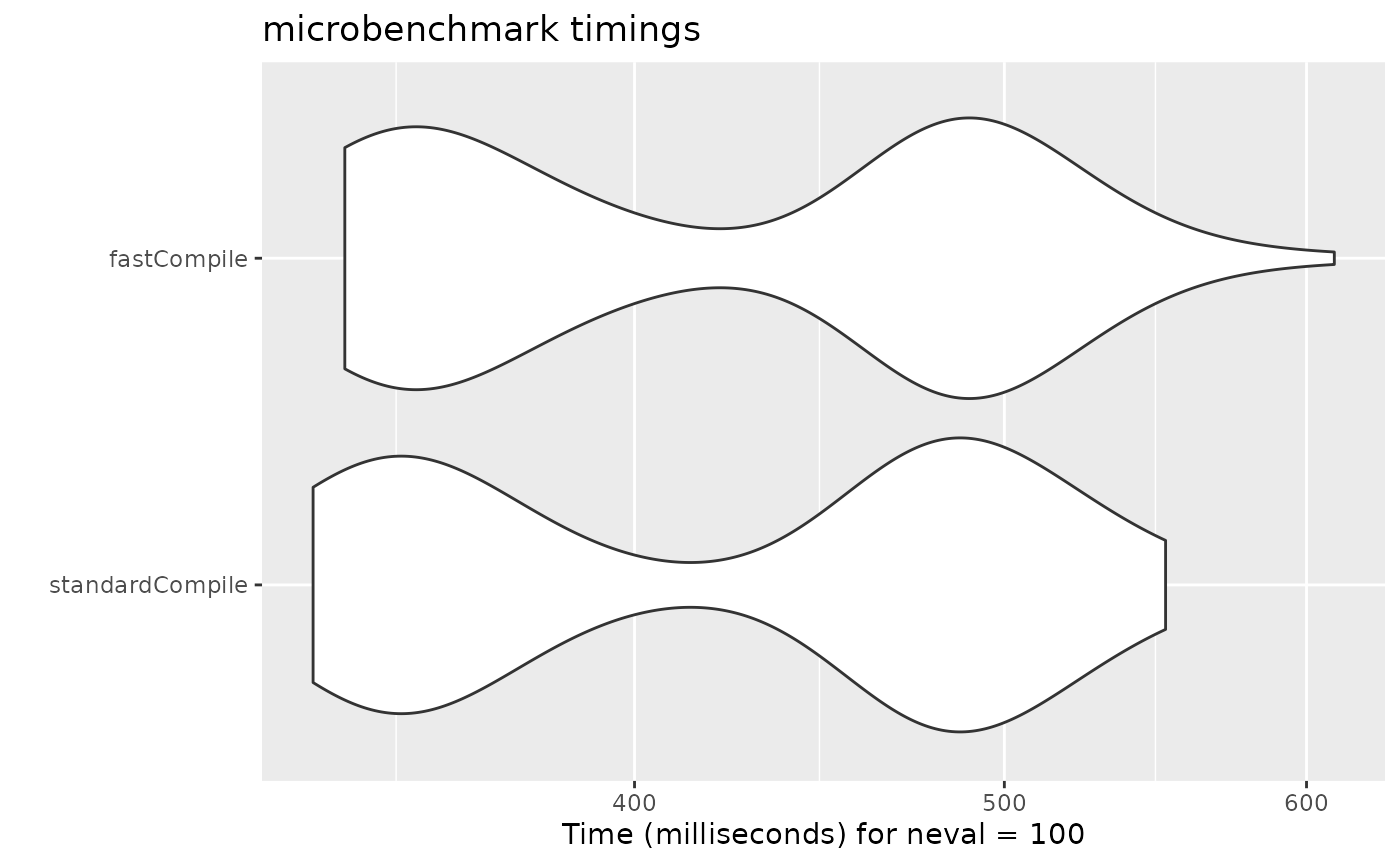 microbenchmark timings
fastCompile
standardCompile
400
500
600
Time (milliseconds) for neval = 100